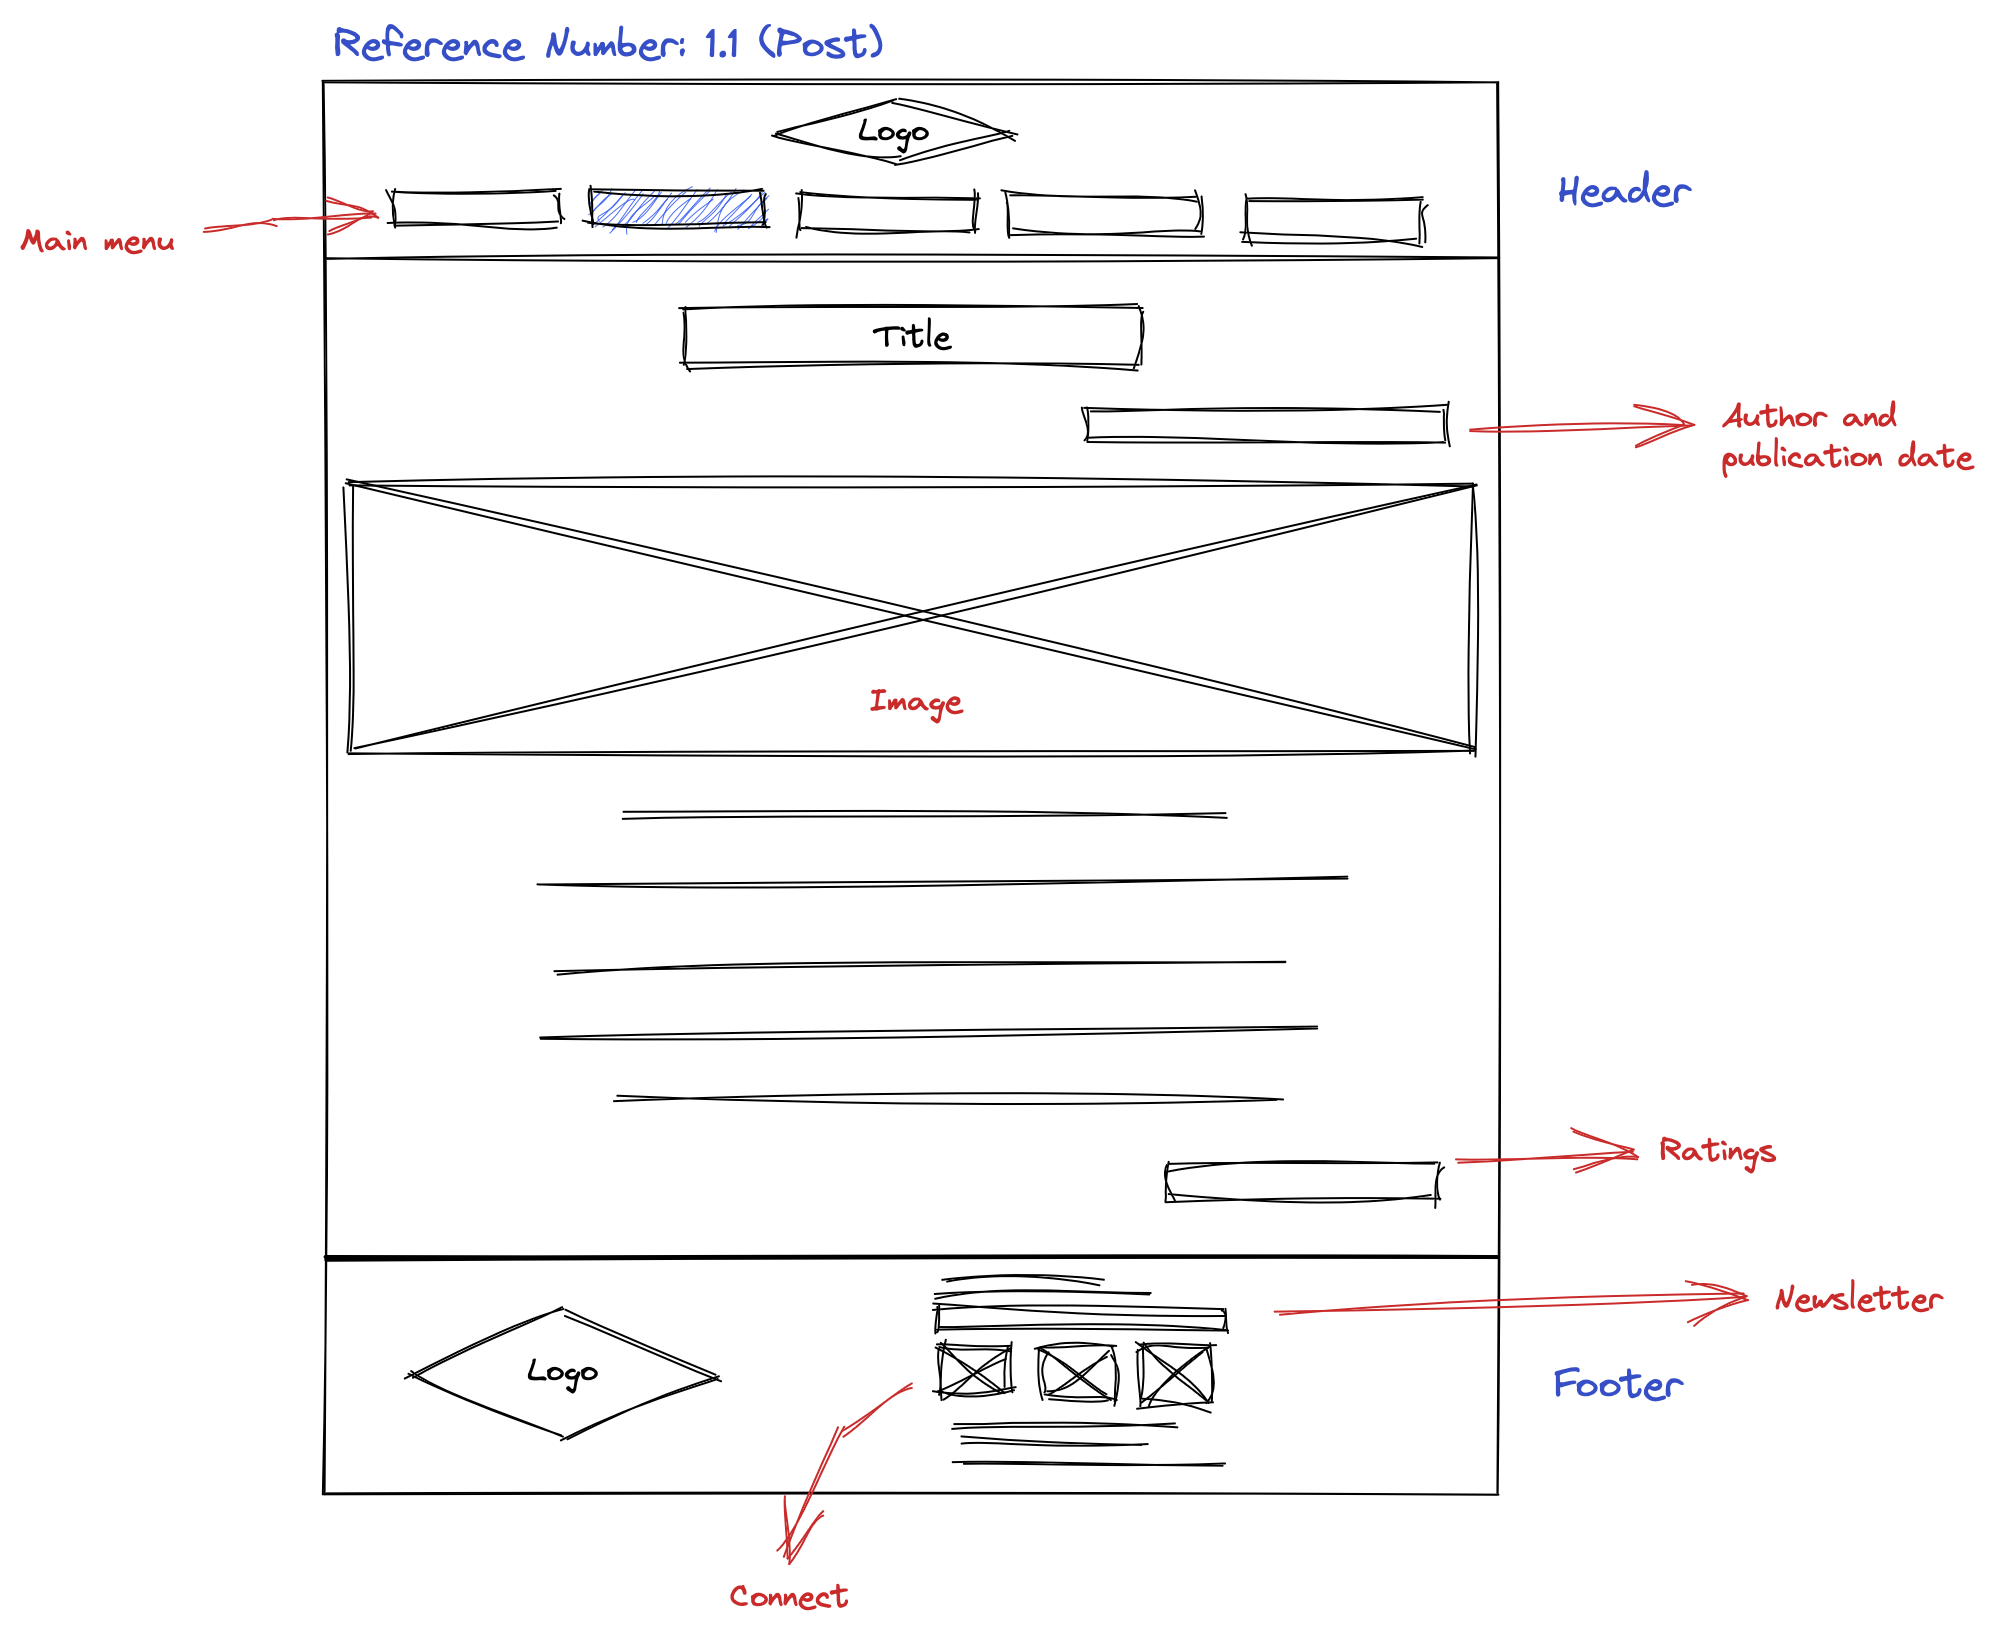 Reference Number: 1.1 (Post)
Logo
Header
Main menu
Title
Author and
publication date
Image
Ratings
Newsletter
Logo
Footer
Connect